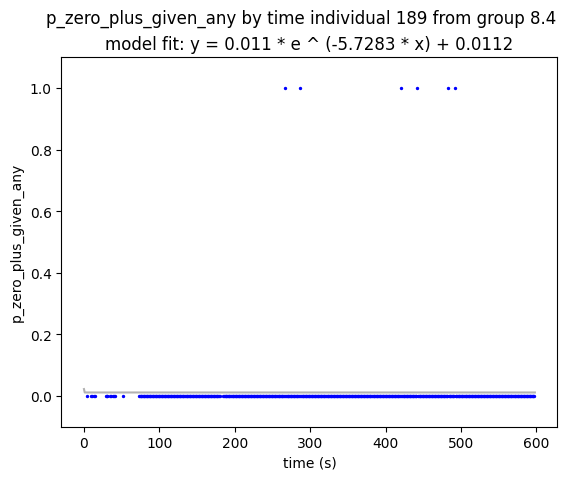 p_zero_plus_given_any by time individual 189 from group 8.4
model fit: y = 0.011 * e ^ (-5.7283 * x) + 0.0112
1.0
0.8
0.6
0.4
0.2
0.0
p_zero_plus_given_any
0 100 200 300 400 500 600
time (s)